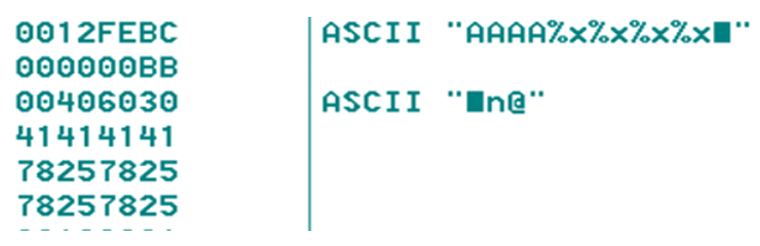 0012FEBC ASCII "AAAA%x%x%x%x█"
000000BB
00406030 ASCII "█n@"
41414141
78257825
78257825